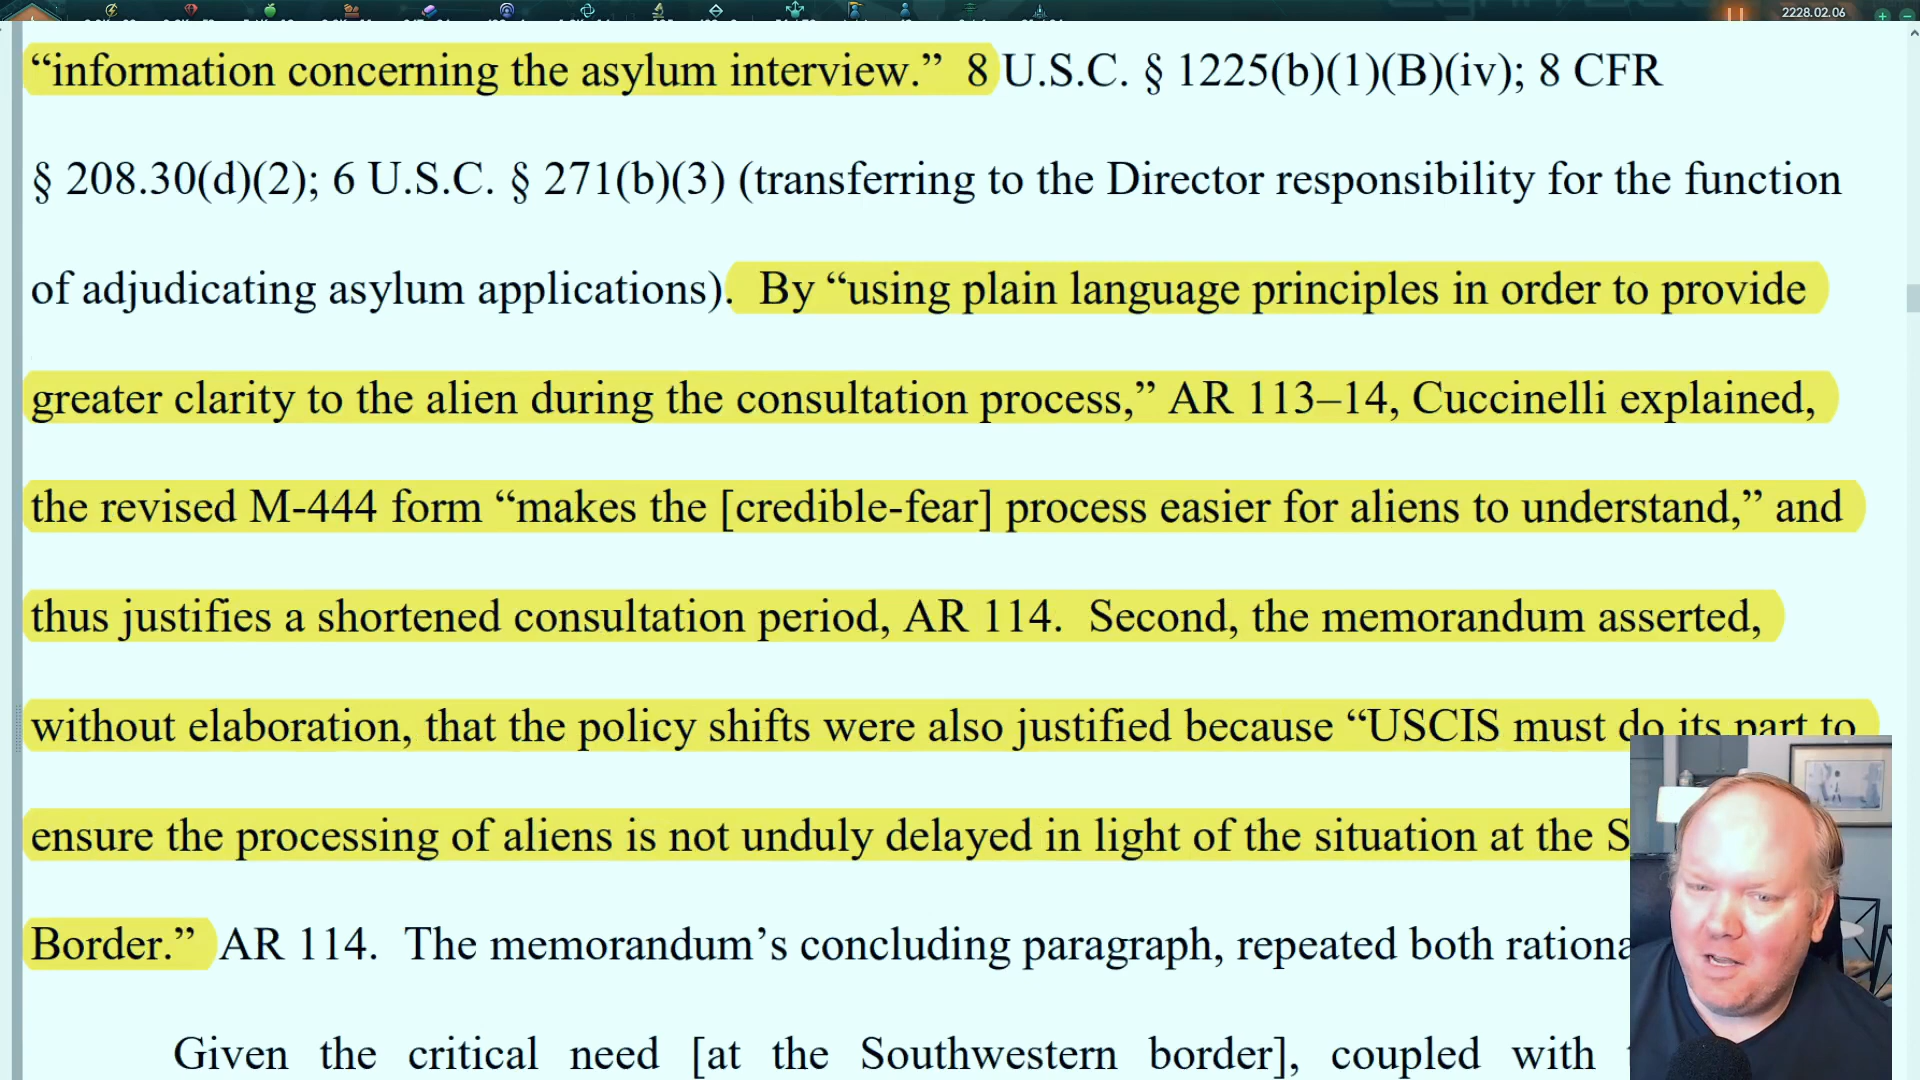 2228.02.06
“information concerning the asylum interview.” 8 U.S.C. § 1225(b)(1)(B)(iv); 8 CFR
§ 208.30(d)(2); 6 U.S.C. § 271(b)(3) (transferring to the Director responsibility for the function
of adjudicating asylum applications). By “using plain language principles in order to provide
greater clarity to the alien during the consultation process,” AR 113–14, Cuccinelli explained,
the revised M-444 form “makes the [credible-fear] process easier for aliens to understand,” and
thus justifies a shortened consultation period, AR 114. Second, the memorandum asserted,
without elaboration, that the policy shifts were also justified because “USCIS must do its part to
ensure the processing of aliens is not unduly delayed in light of the situation at the S
Border.” AR 114. The memorandum’s concluding paragraph, repeated both rationa
Given the critical need [at the Southwestern border], coupled with